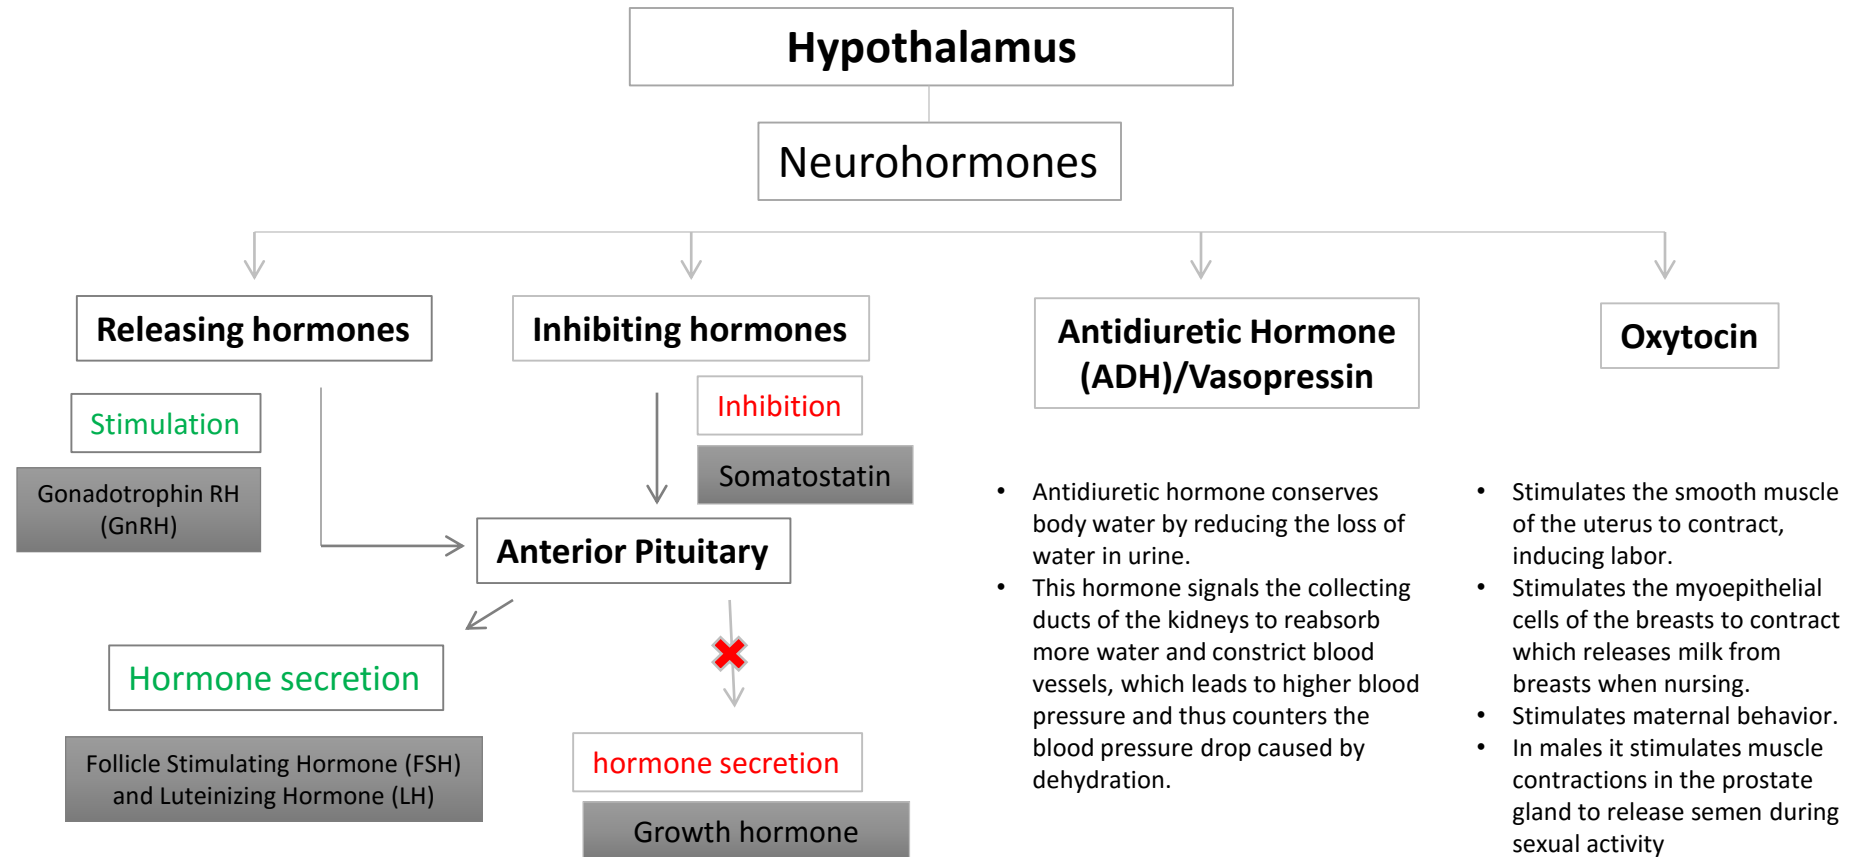 Hypothalamus
Neurohormones
Releasing hormones
Inhibiting hormones
Antidiuretic Hormone
(ADH)/Vasopressin
Oxytocin
Stimulation
Gonadotrophin RH
(GnRH)
Inhibition
Somatostatin
Anterior Pituitary
Hormone secretion
Follicle Stimulating Hormone (FSH)
and Luteinizing Hormone (LH)
hormone secretion
Growth hormone
• Antidiuretic hormone conserves
body water by reducing the loss of
water in urine.
• This hormone signals the collecting
ducts of the kidneys to reabsorb
more water and constrict blood
vessels, which leads to higher blood
pressure and thus counters the
blood pressure drop caused by
dehydration.
• Stimulates the smooth muscle
of the uterus to contract,
inducing labor.
• Stimulates the myoepithelial
cells of the breasts to contract
which releases milk from
breasts when nursing.
• Stimulates maternal behavior.
• In males it stimulates muscle
contractions in the prostate
gland to release semen during
sexual activity